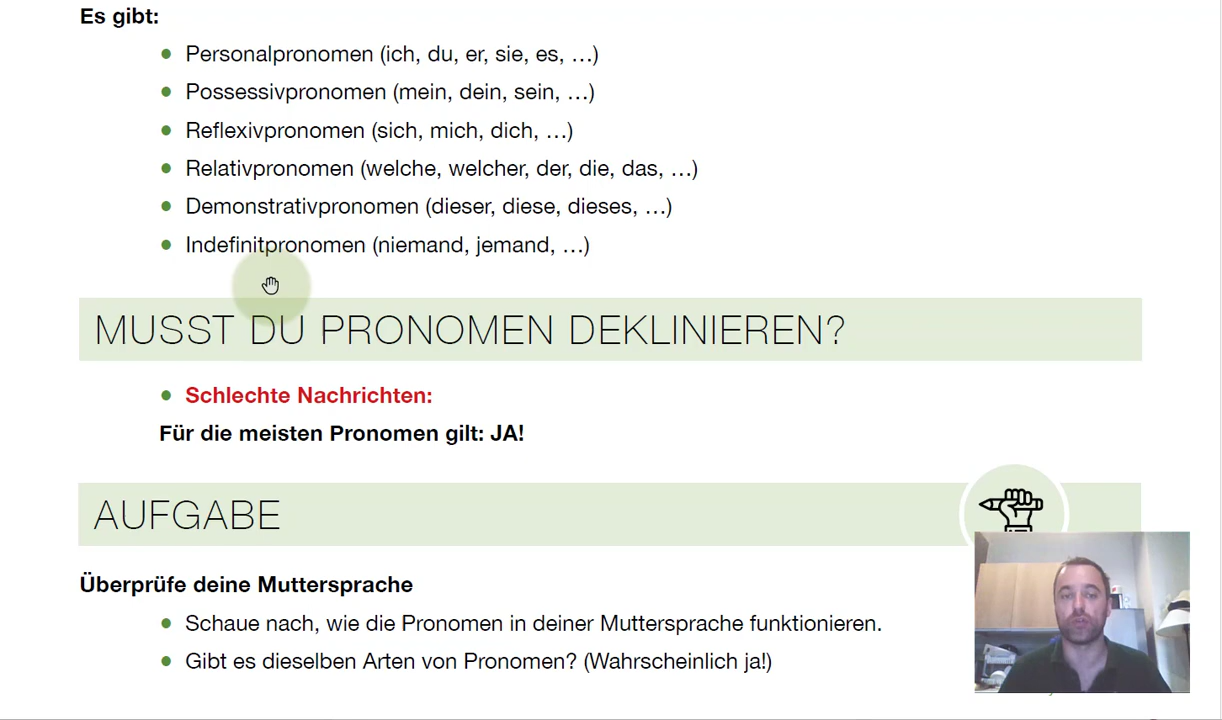 Es gibt:
Personalpronomen (ich, du, er, sie, es, …)
Possessivpronomen (mein, dein, sein, …)
Reflexivpronomen (sich, mich, dich, …)
Relativpronomen (welche, welcher, der, die, das, …)
Demonstrativpronomen (dieser, diese, dieses, …)
Indefinitpronomen (niemand, jemand, …)
MUSST DU PRONOMEN DEKLINIEREN?
Schlechte Nachrichten:
Für die meisten Pronomen gilt: JA!
AUFGABE
Überprüfe deine Muttersprache
Schaue nach, wie die Pronomen in deiner Muttersprache funktionieren.
Gibt es dieselben Arten von Pronomen? (Wahrscheinlich ja!)